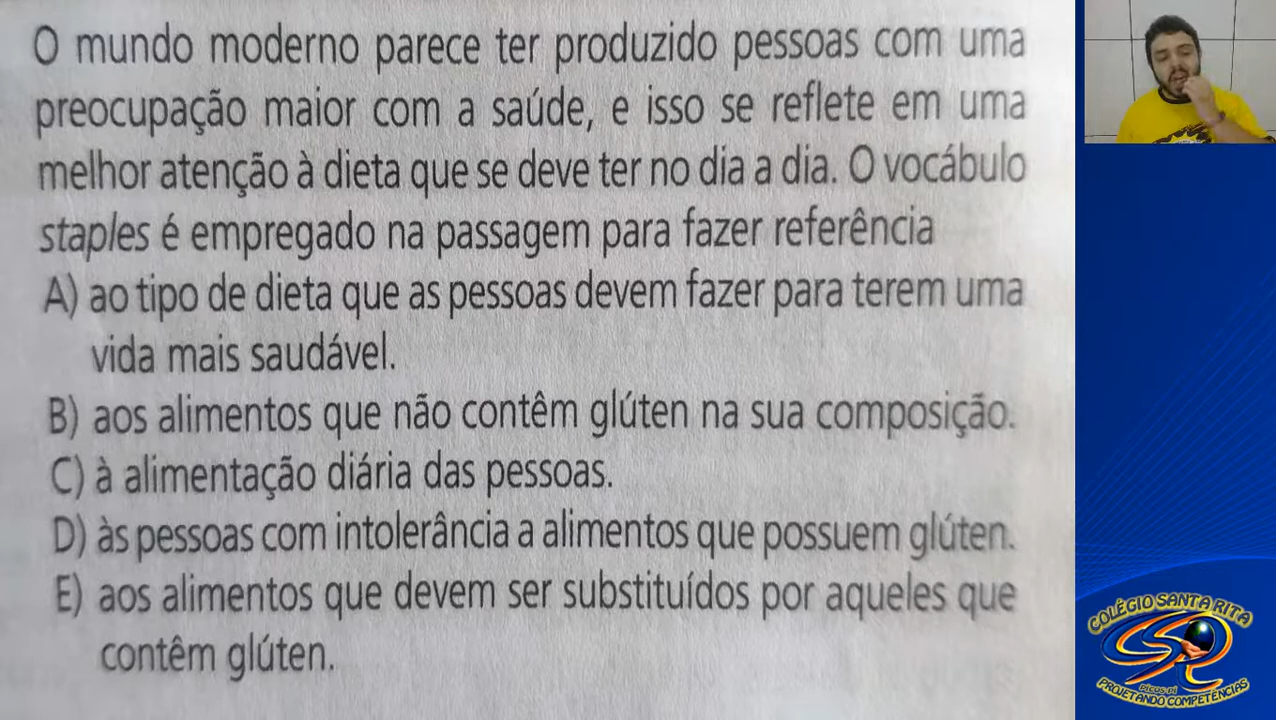 O mundo moderno parece ter produzido pessoas com uma
preocupação maior com a saúde, e isso se reflete em uma
melhor atenção à dieta que se deve ter no dia a dia. O vocábulo
staples é empregado na passagem para fazer referência
A) ao tipo de dieta que as pessoas devem fazer para terem uma
vida mais saudável.
B) aos alimentos que não contêm glúten na sua composição.
C) à alimentação diária das pessoas.
D) às pessoas com intolerância a alimentos que possuem glúten.
E) aos alimentos que devem ser substituídos por aqueles que
contêm glúten.
COLÉGIO SANTA RITA
PICOS-PI
PROJETANDO COMPETÊNCIAS